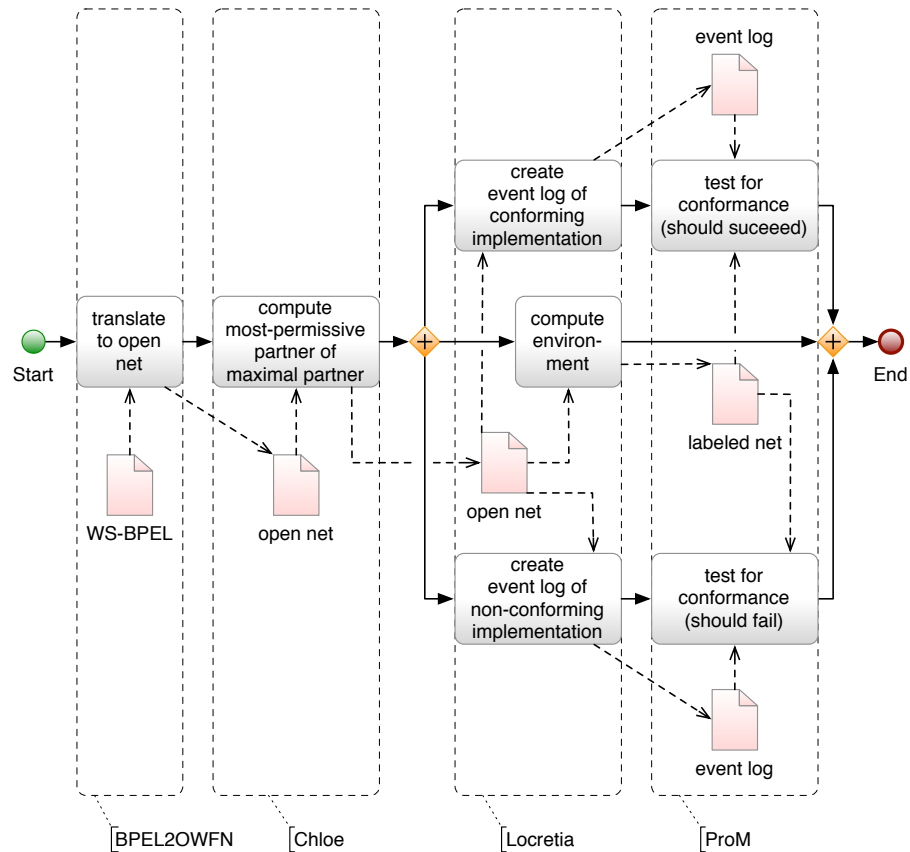 event log
create
event log of
conforming
implementation
test for
conformance
(should suceeed)
Start
translate
to open
net
compute
most-permissive
partner of
maximal partner
compute
environ-
ment
End
labeled net
WS-BPEL
open net
open net
create
event log of
non-conforming
implementation
test for
conformance
(should fail)
event log
BPEL2OWFN
Chloe
Locretia
ProM